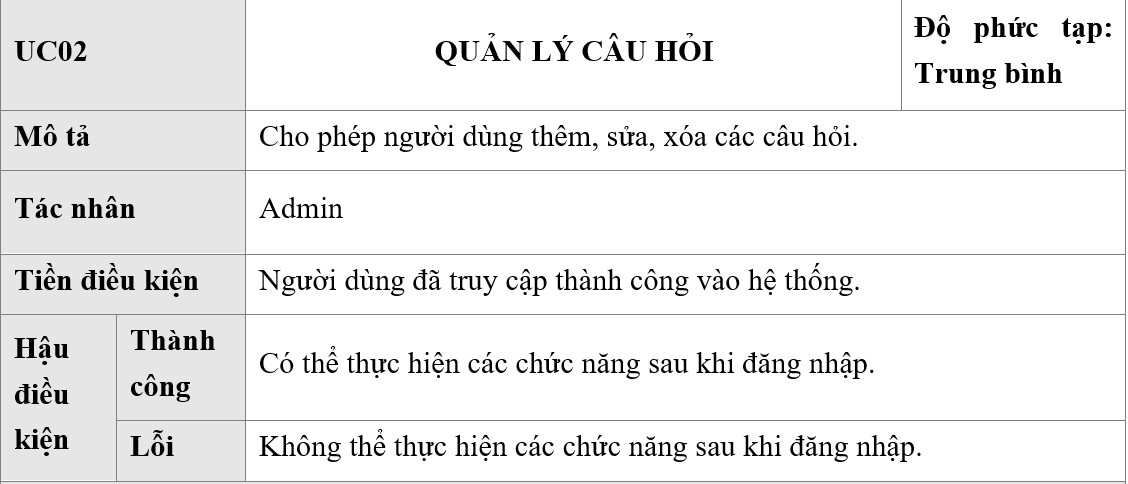 UC02
QUẢN LÝ CÂU HỎI
Độ phức tạp:
Trung bình
Mô tả
Cho phép người dùng thêm, sửa, xóa các câu hỏi.
Tác nhân
Admin
Tiền điều kiện
Người dùng đã truy cập thành công vào hệ thống.
Hậu
điều
kiện
Thành
công
Có thể thực hiện các chức năng sau khi đăng nhập.
Lỗi
Không thể thực hiện các chức năng sau khi đăng nhập.